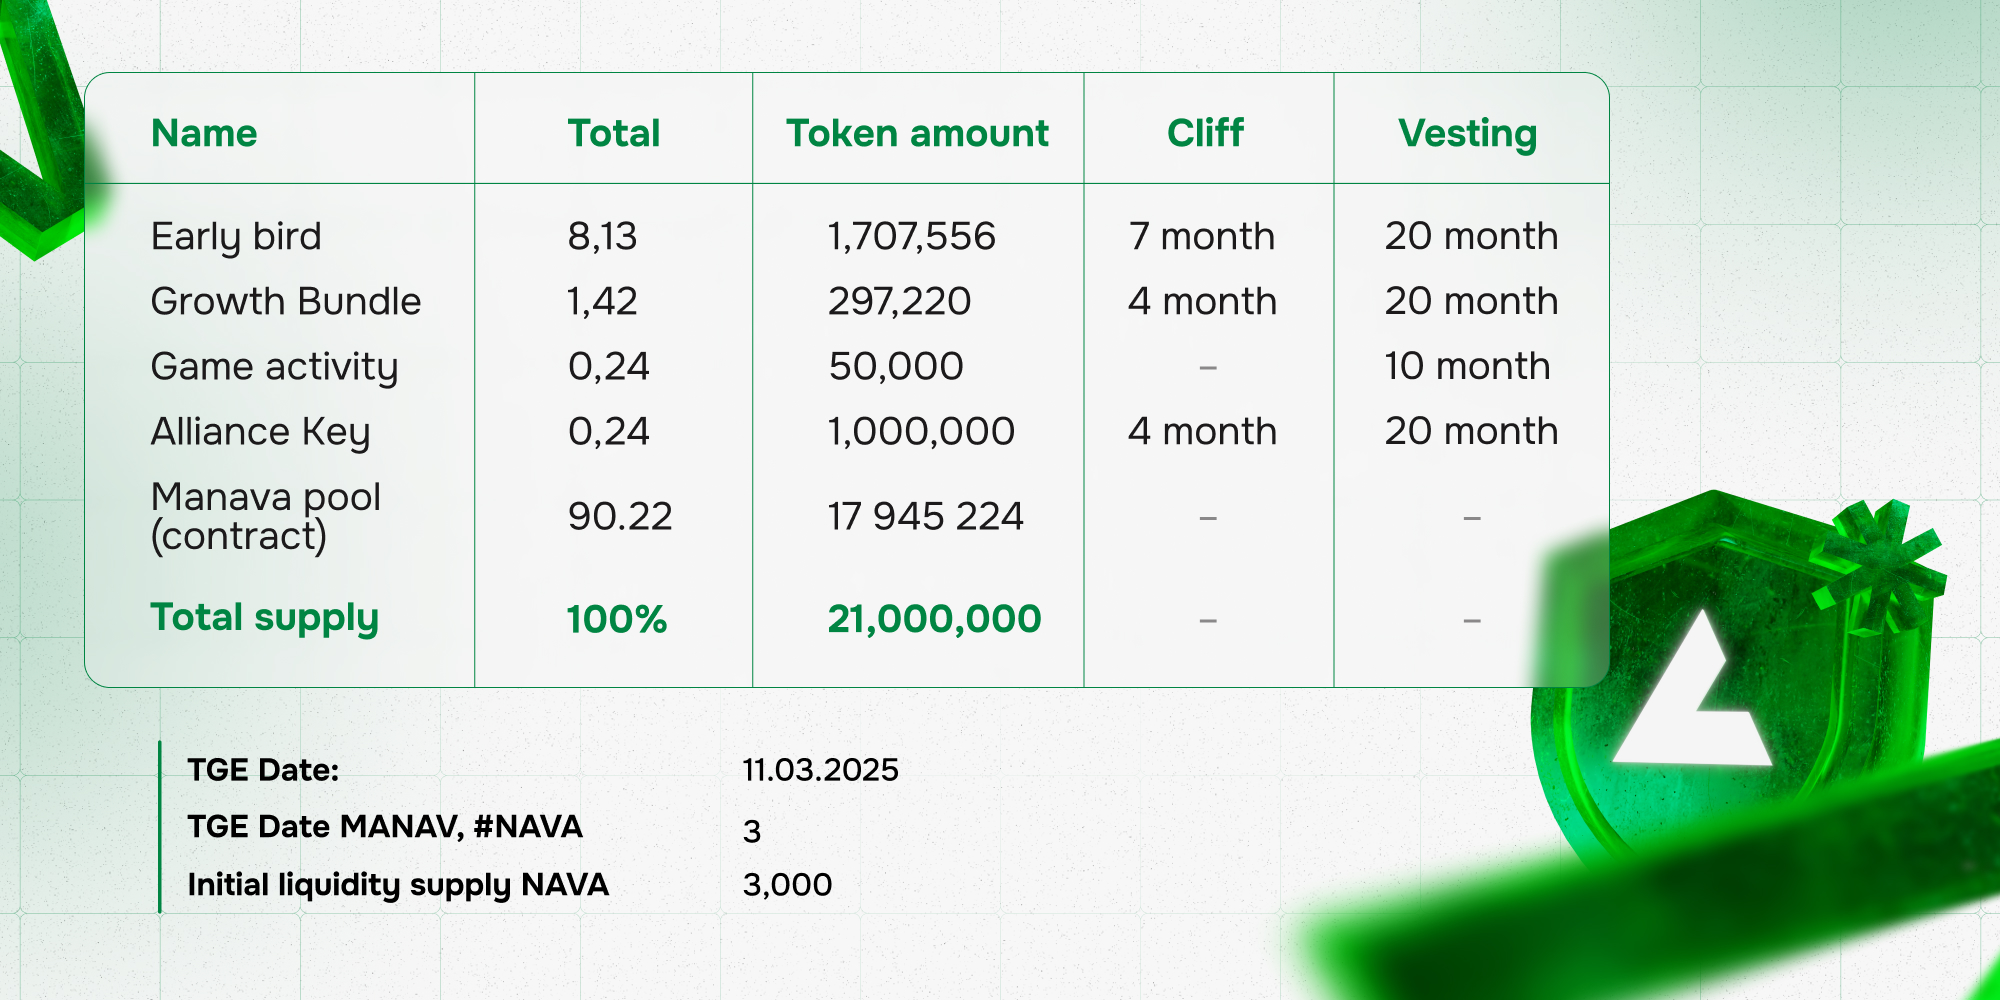 Name Total Token amount Cliff Vesting
Early bird 8,13 1,707,556 7 month 20 month
Growth Bundle 1,42 297,220 4 month 20 month
Game activity 0,24 50,000 – 10 month
Alliance Key 0,24 1,000,000 4 month 20 month
Manava pool
(contract) 90.22 17 945 224 – –
Total supply 100% 21,000,000 – –
TGE Date: 11.03.2025
TGE Date MANAV, #NAVA 3
Initial liquidity supply NAVA 3,000